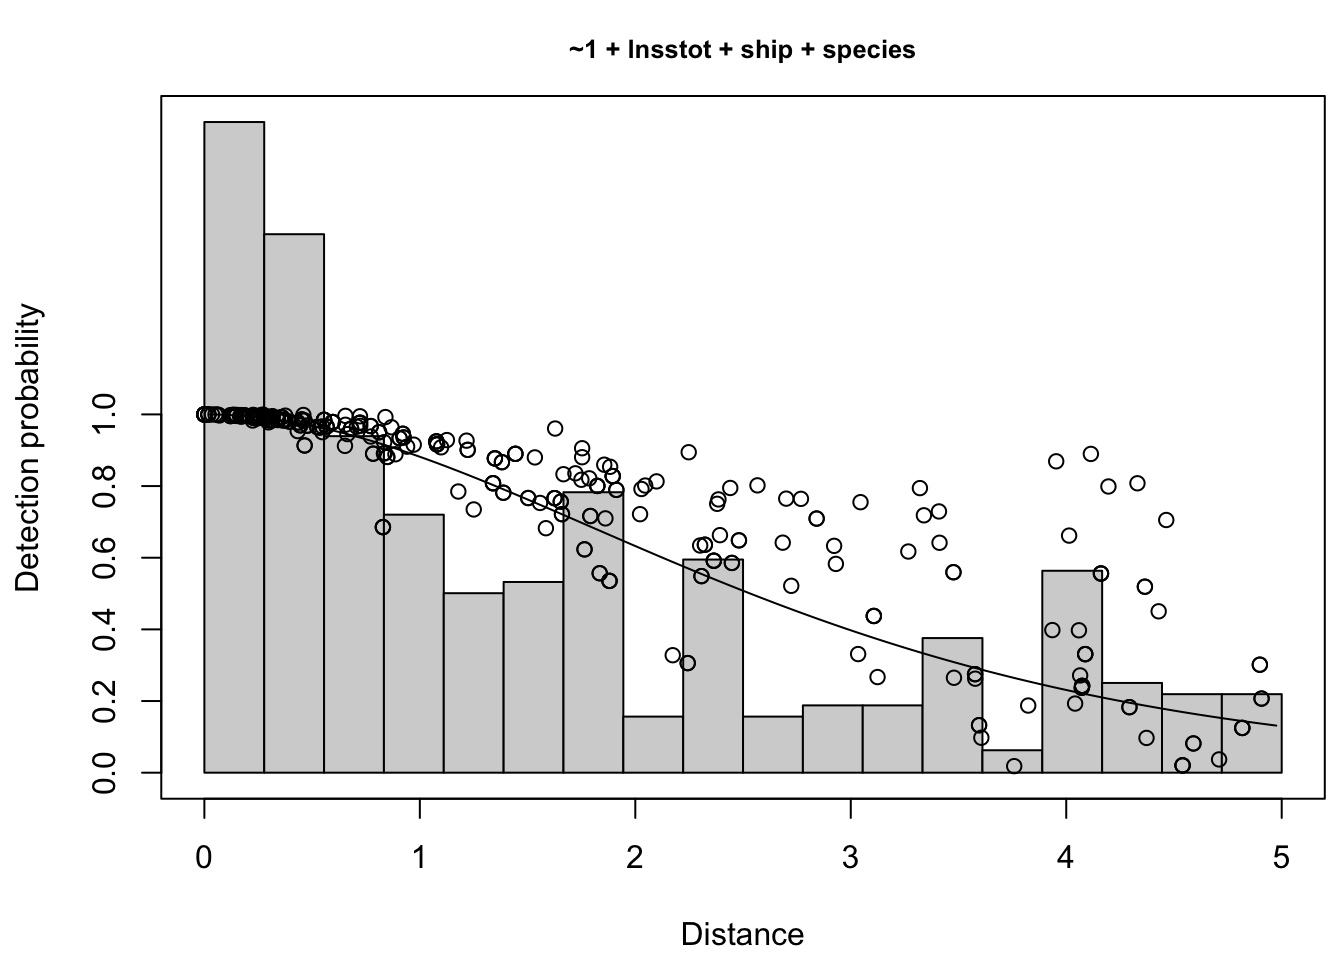 ~1 + lnsstot + ship + species
Detection probability
1.0
0.8
0.6
0.4
0.2
0.0
0 1 2 3 4 5
Distance